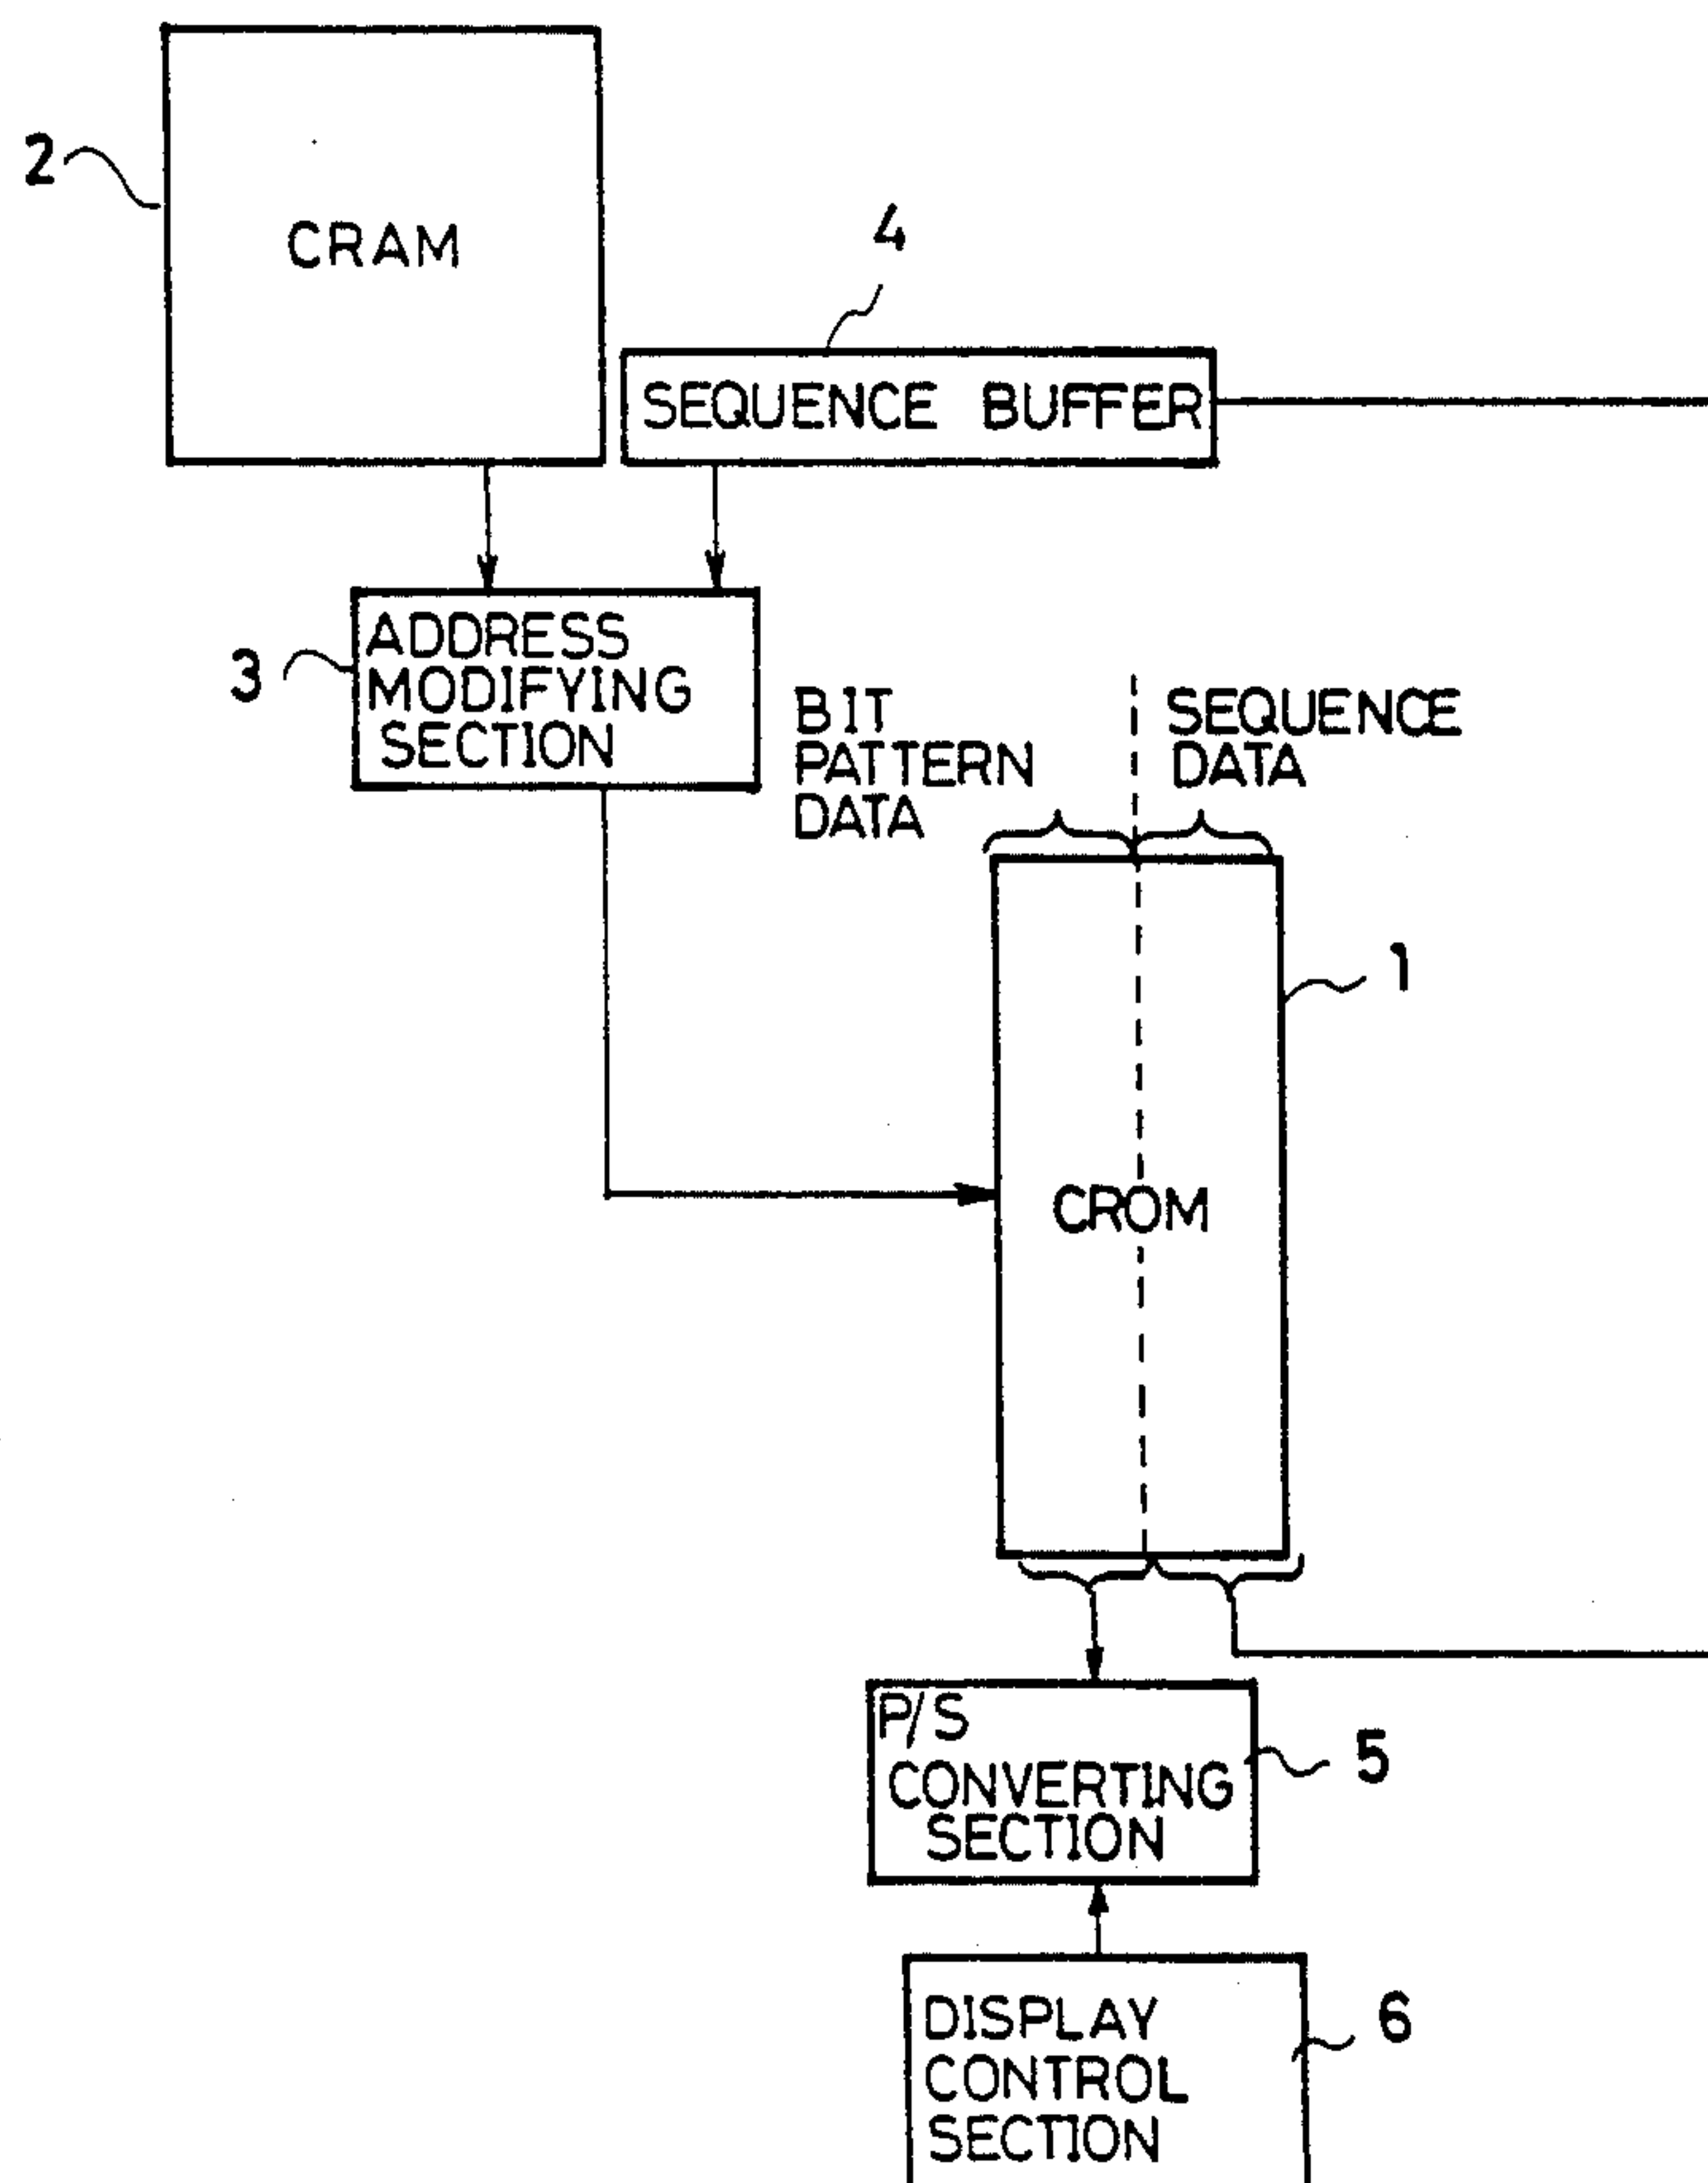 2
CRAM
4
SEQUENCE BUFFER
3
ADDRESS
MODIFYING
SECTION
BIT
PATTERN
DATA
SEQUENCE
DATA
1
CROM
P/S
CONVERTING
SECTION
5
DISPLAY
CONTROL
SECTION
6